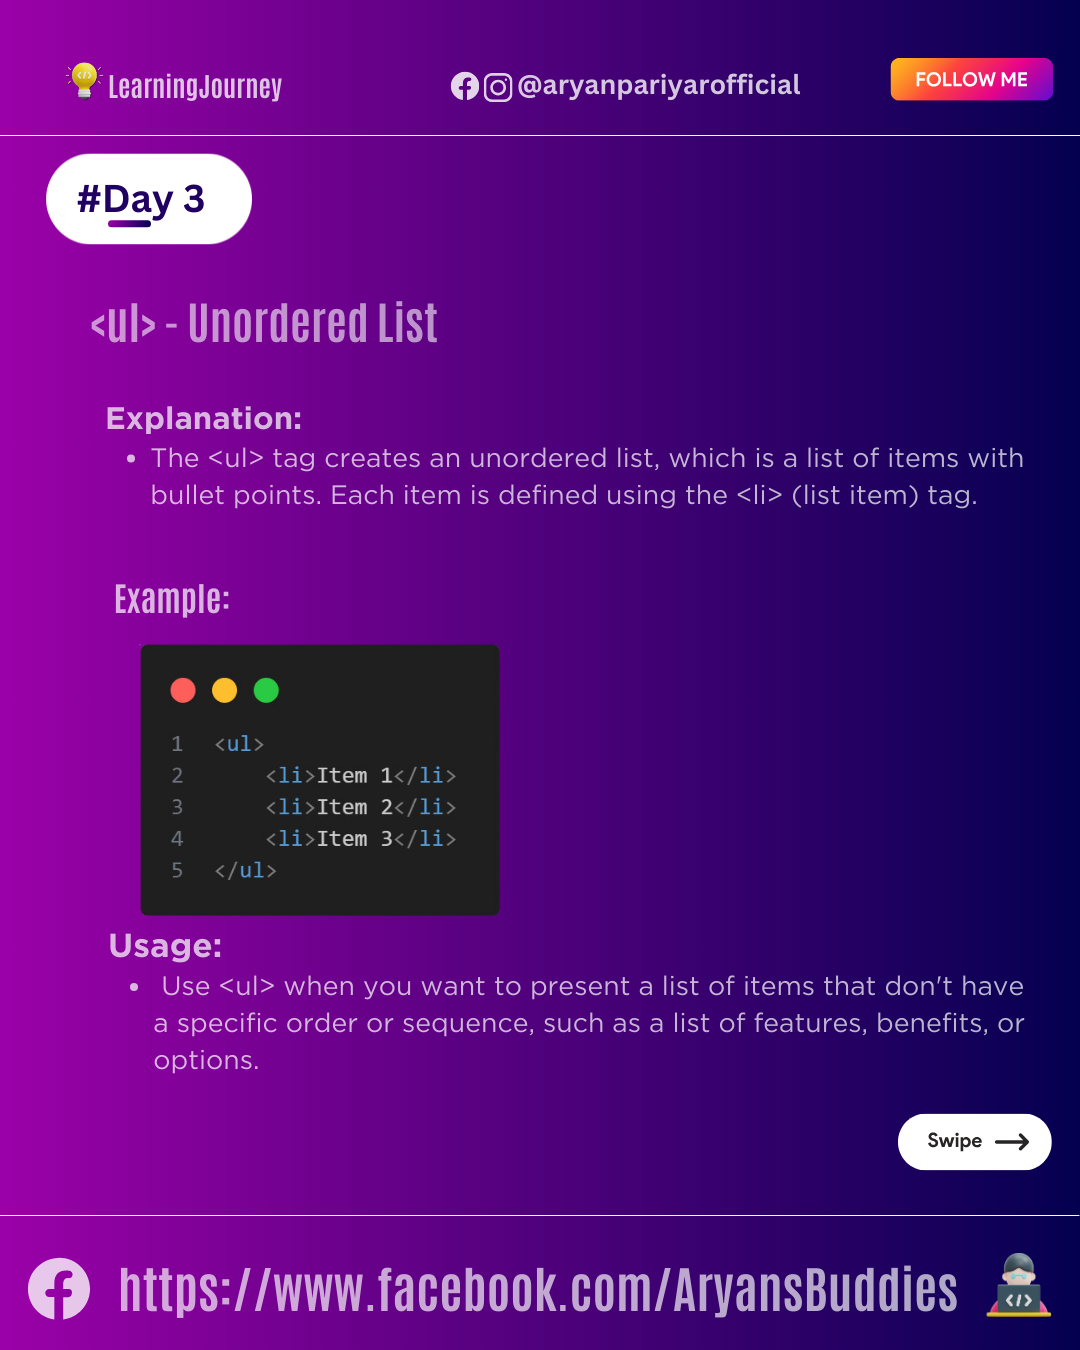 LearningJourney
@aryanpariyarofficial
FOLLOW ME
#Day 3
<ul> - Unordered List
Explanation:
• The <ul> tag creates an unordered list, which is a list of items with
bullet points. Each item is defined using the <li> (list item) tag.
Example:
1 <ul>
2     <li>Item 1</li>
3     <li>Item 2</li>
4     <li>Item 3</li>
5 </ul>
Usage:
• Use <ul> when you want to present a list of items that don't have
a specific order or sequence, such as a list of features, benefits, or
options.
Swipe
https://www.facebook.com/AryansBuddies